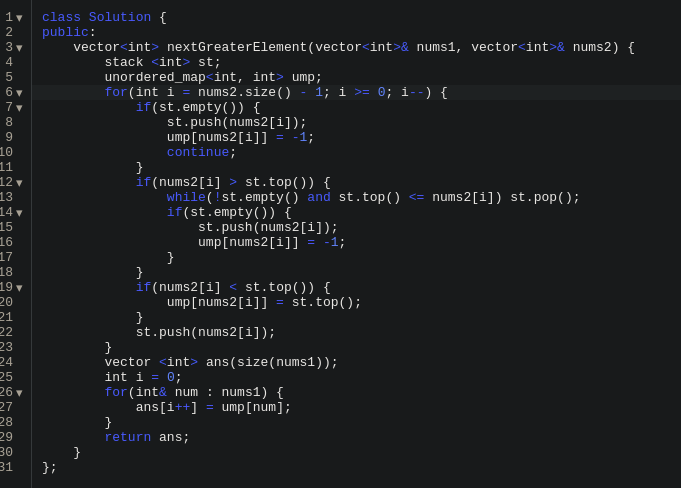 1 class Solution {
2 public:
3     vector<int> nextGreaterElement(vector<int>& nums1, vector<int>& nums2) {
4         stack <int> st;
5         unordered_map<int, int> ump;
6         for(int i = nums2.size() - 1; i >= 0; i--) {
7             if(st.empty()) {
8                 st.push(nums2[i]);
9                 ump[nums2[i]] = -1;
10                 continue;
11             }
12             if(nums2[i] > st.top()) {
13                 while(!st.empty() and st.top() <= nums2[i]) st.pop();
14                 if(st.empty()) {
15                     st.push(nums2[i]);
16                     ump[nums2[i]] = -1;
17                 }
18             }
19             if(nums2[i] < st.top()) {
20                 ump[nums2[i]] = st.top();
21             }
22             st.push(nums2[i]);
23         }
24         vector <int> ans(size(nums1));
25         int i = 0;
26         for(int& num : nums1) {
27             ans[i++] = ump[num];
28         }
29         return ans;
30     }
31 };